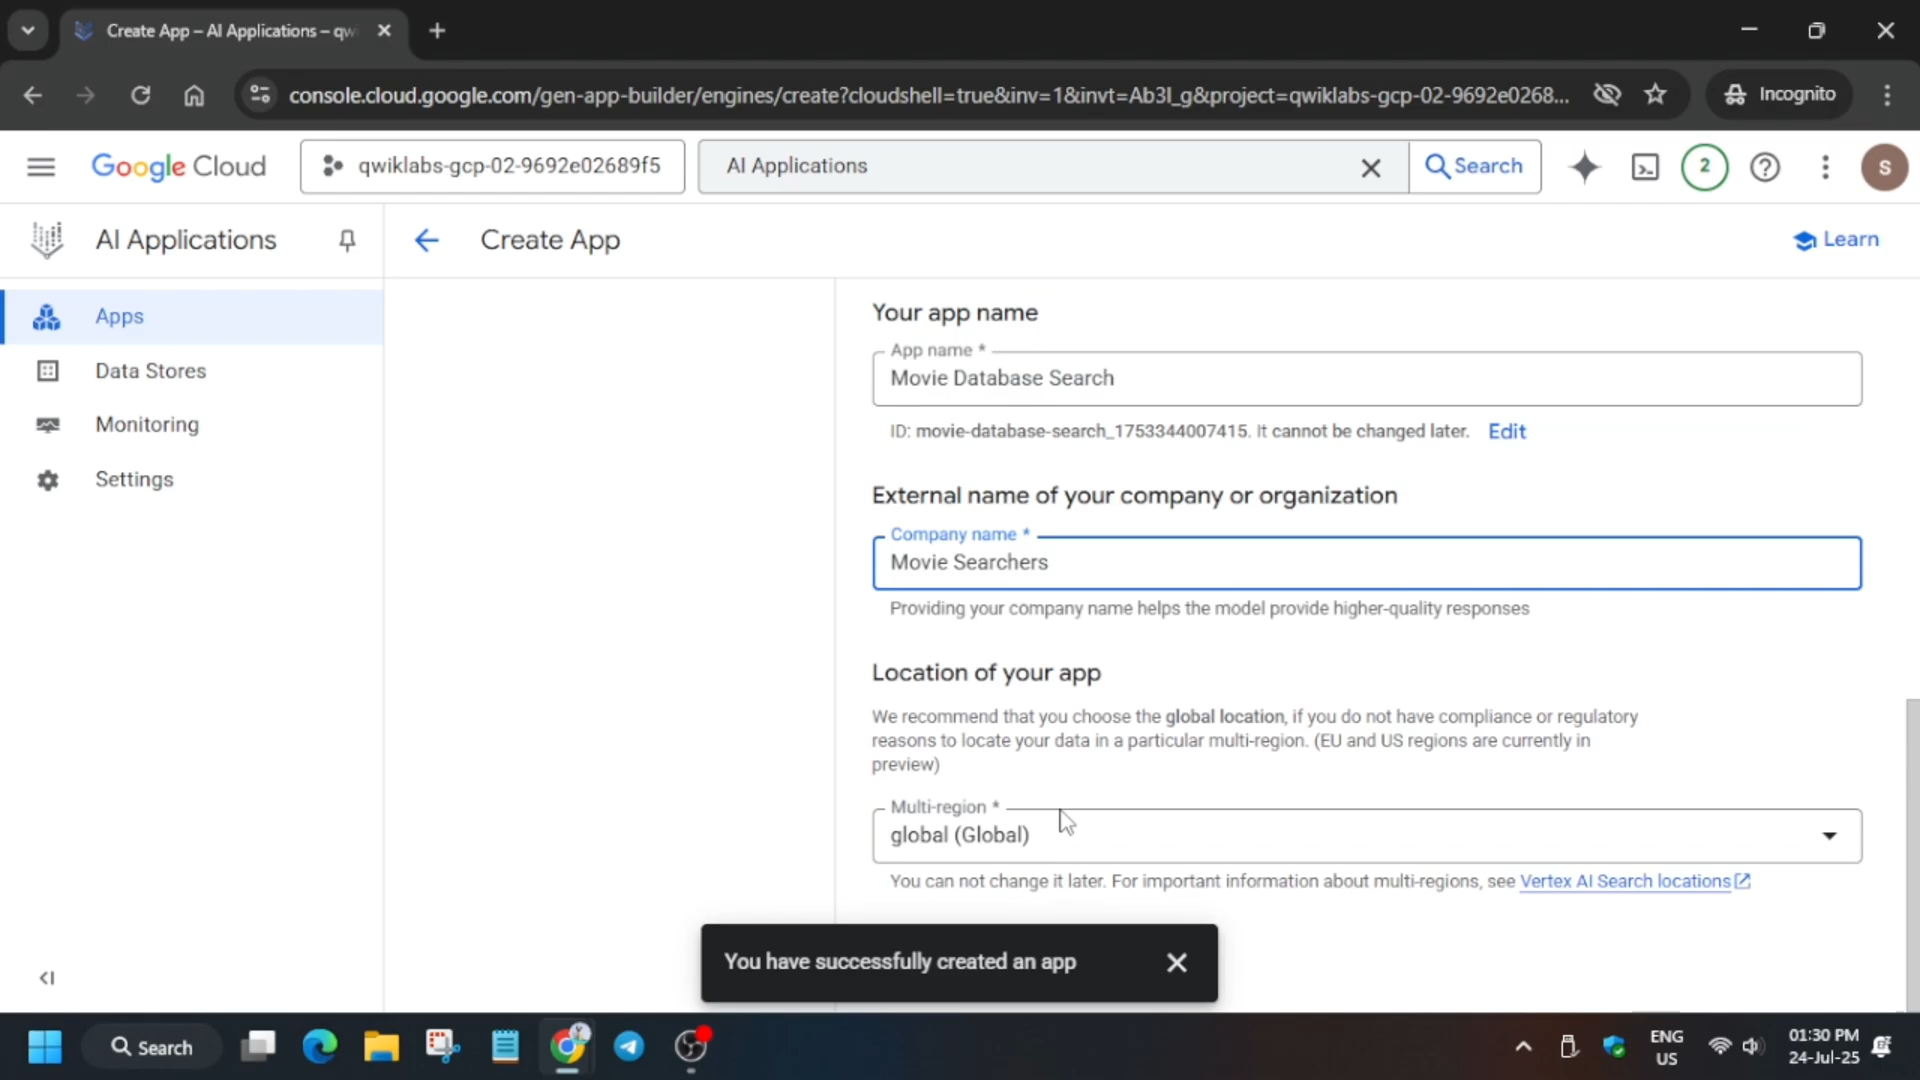 Create App – AI Applications – qw
console.cloud.google.com/gen-app-builder/engines/create?cloudshell=true&inv=1&invt=Ab3l_g&project=qwiklabs-gcp-02-9692e0268...
Incognito
Google Cloud
qwiklabs-gcp-02-9692e02689f5
AI Applications
Search
2
S
AI Applications
Create App
Learn
Apps
Data Stores
Monitoring
Settings
Your app name
App name *
Movie Database Search
ID: movie-database-search_1753344007415. It cannot be changed later. Edit
External name of your company or organization
Company name *
Movie Searchers
Providing your company name helps the model provide higher-quality responses
Location of your app
We recommend that you choose the global location, if you do not have compliance or regulatory
reasons to locate your data in a particular multi-region. (EU and US regions are currently in
preview)
Multi-region *
global (Global)
You can not change it later. For important information about multi-regions, see Vertex AI Search locations
You have successfully created an app
Search
ENG
US
01:30 PM
24-Jul-25